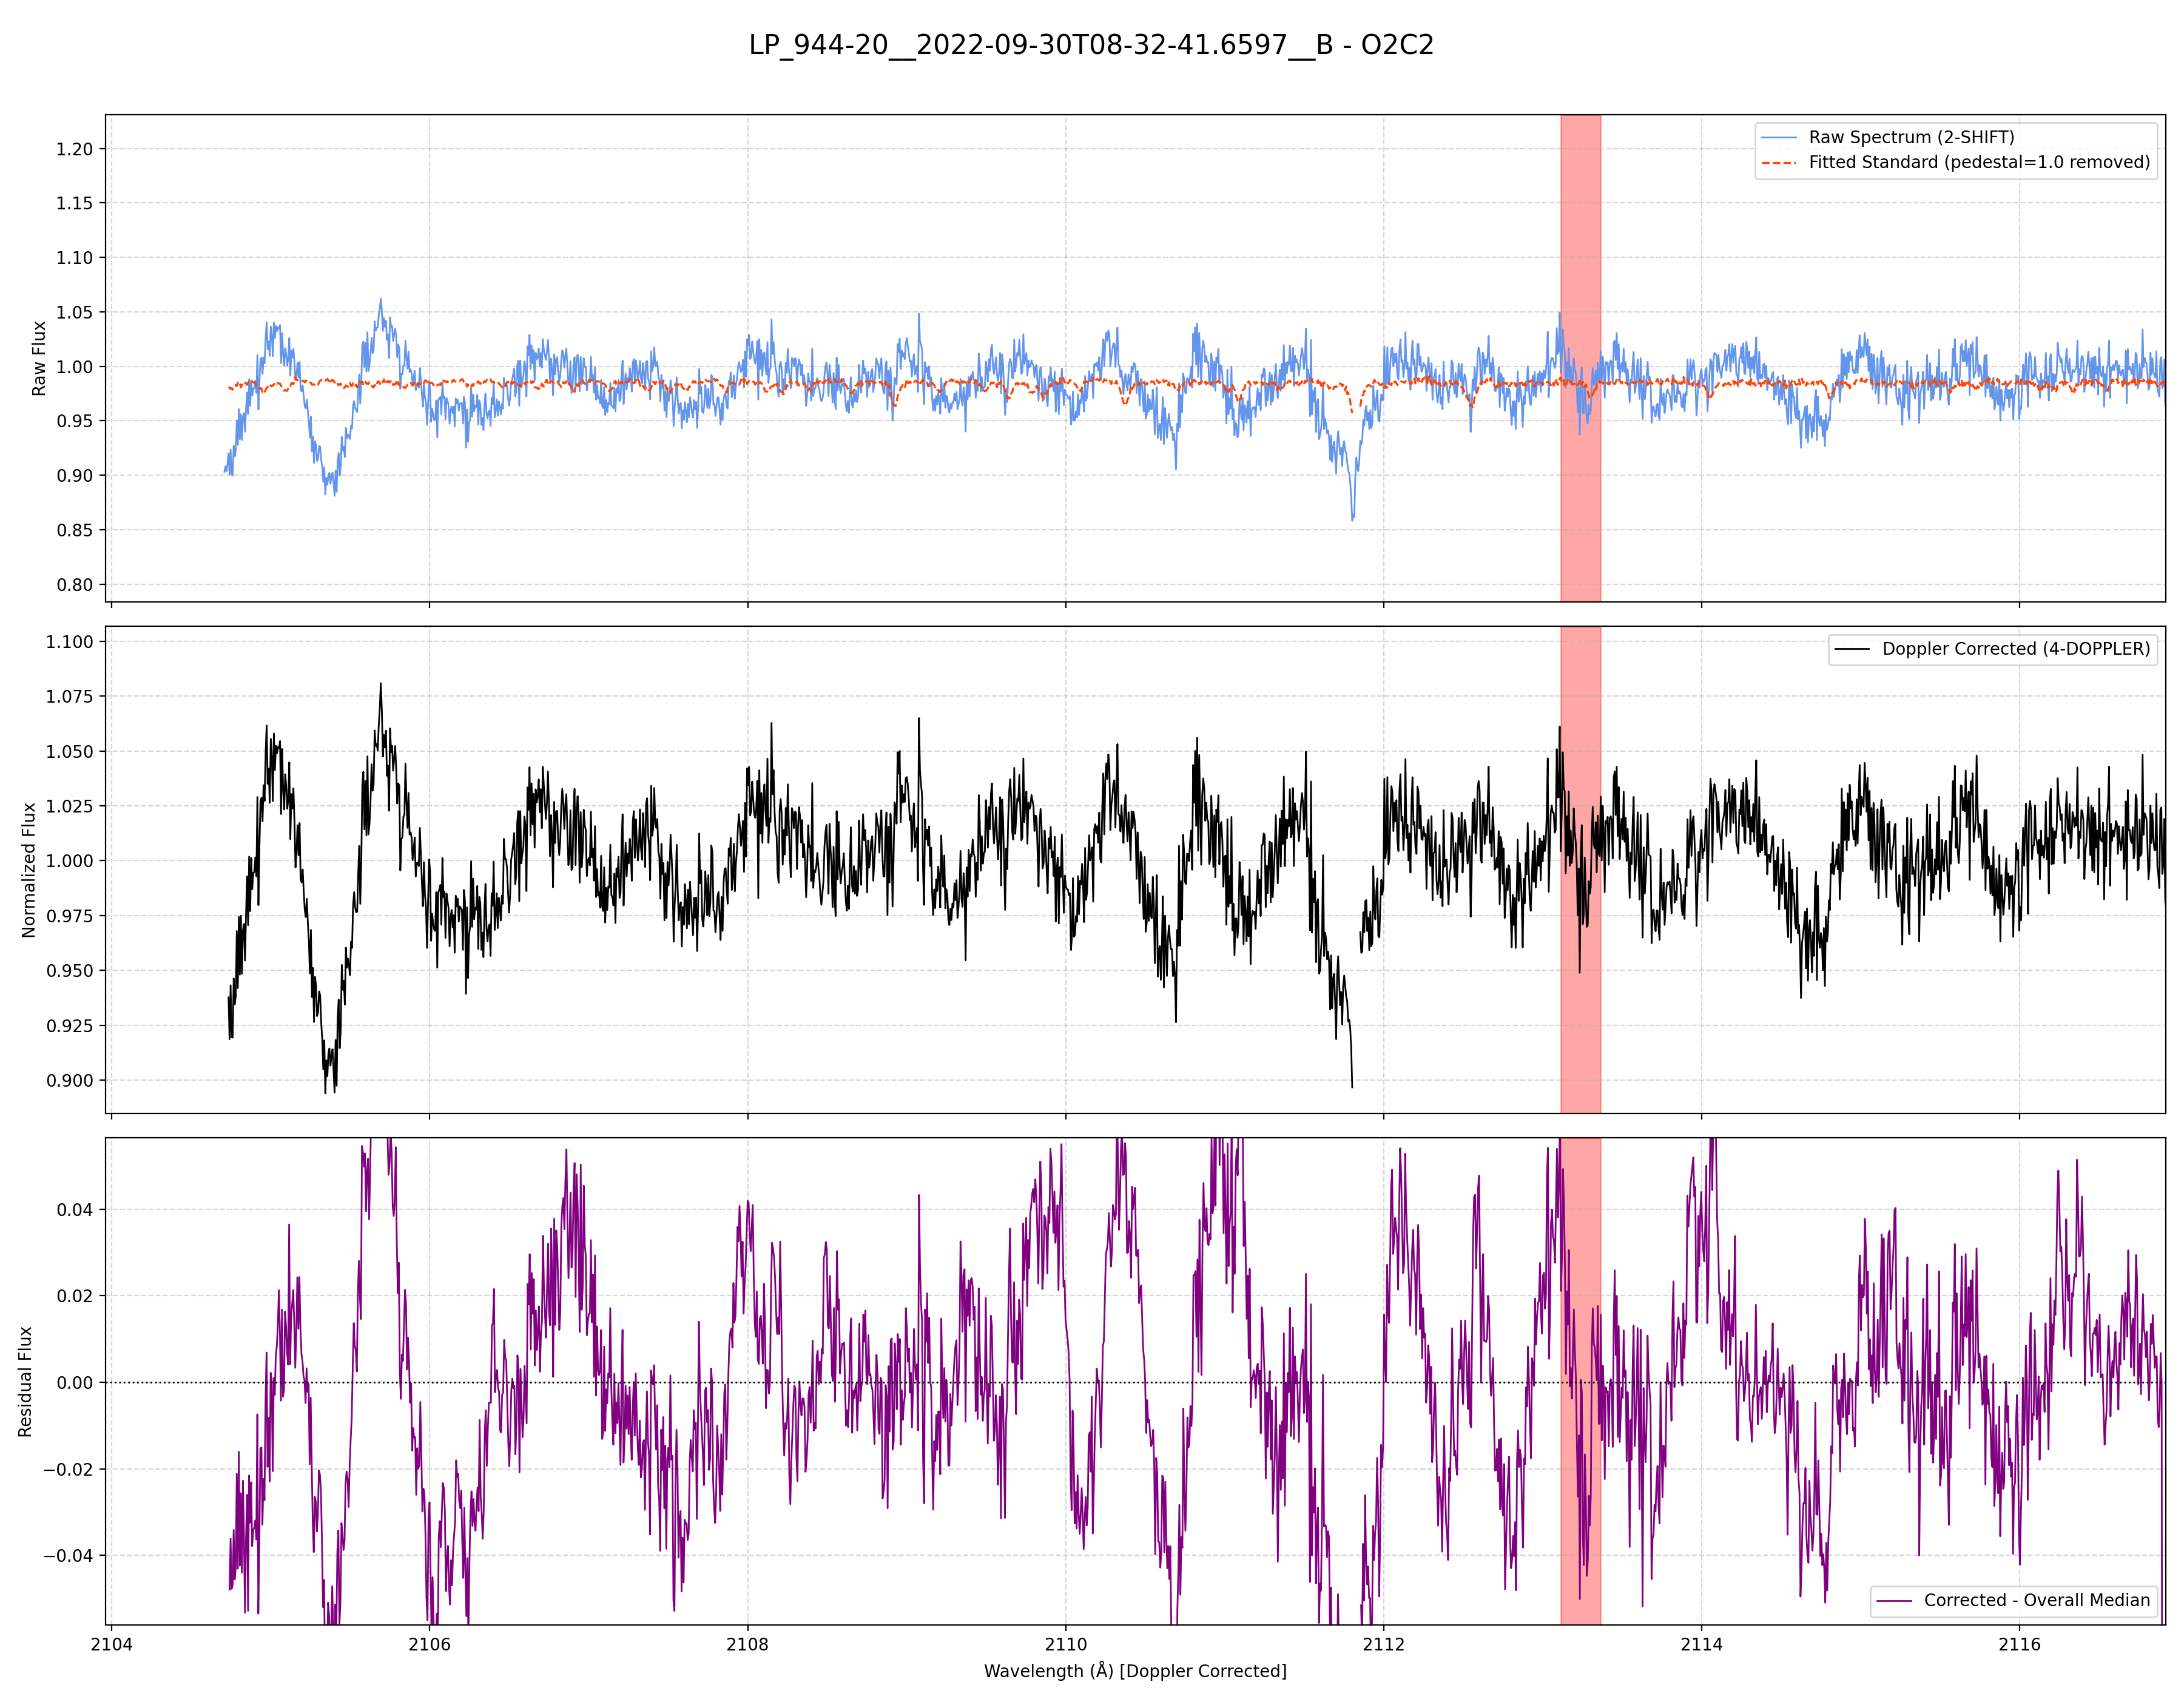 LP_944-20__2022-09-30T08-32-41.6597__B - O2C2
Raw Flux
1.20
1.15
1.10
1.05
1.00
0.95
0.90
0.85
0.80
Raw Spectrum (2-SHIFT)
Fitted Standard (pedestal=1.0 removed)
Normalized Flux
1.100
1.075
1.050
1.025
1.000
0.975
0.950
0.925
0.900
Doppler Corrected (4-DOPPLER)
Residual Flux
0.04
0.02
0.00
−0.02
−0.04
Corrected - Overall Median
2104 2106 2108 2110 2112 2114 2116
Wavelength (Å) [Doppler Corrected]